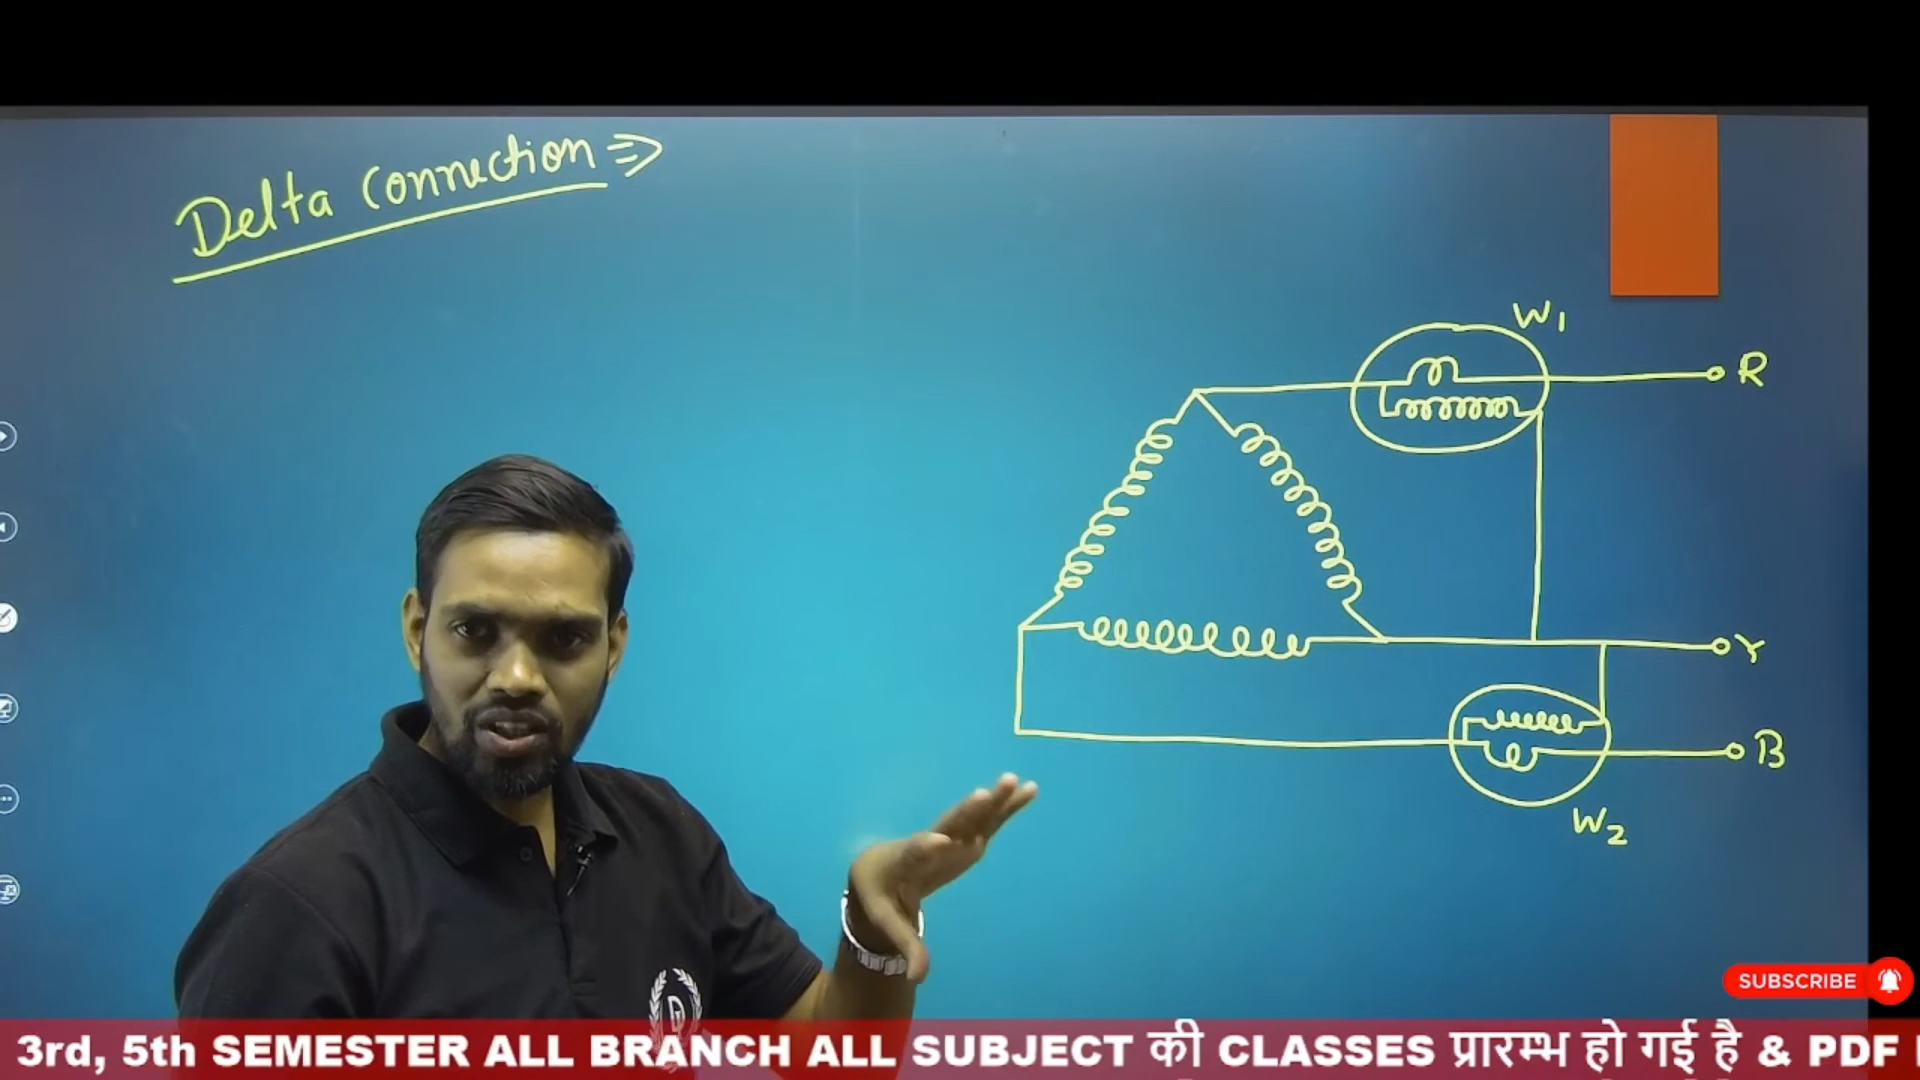 Delta Connection ⇒
W1
R
Y
B
W2
SUBSCRIBE
3rd, 5th SEMESTER ALL BRANCH ALL SUBJECT की CLASSES प्रारम्भ हो गई है & PDF